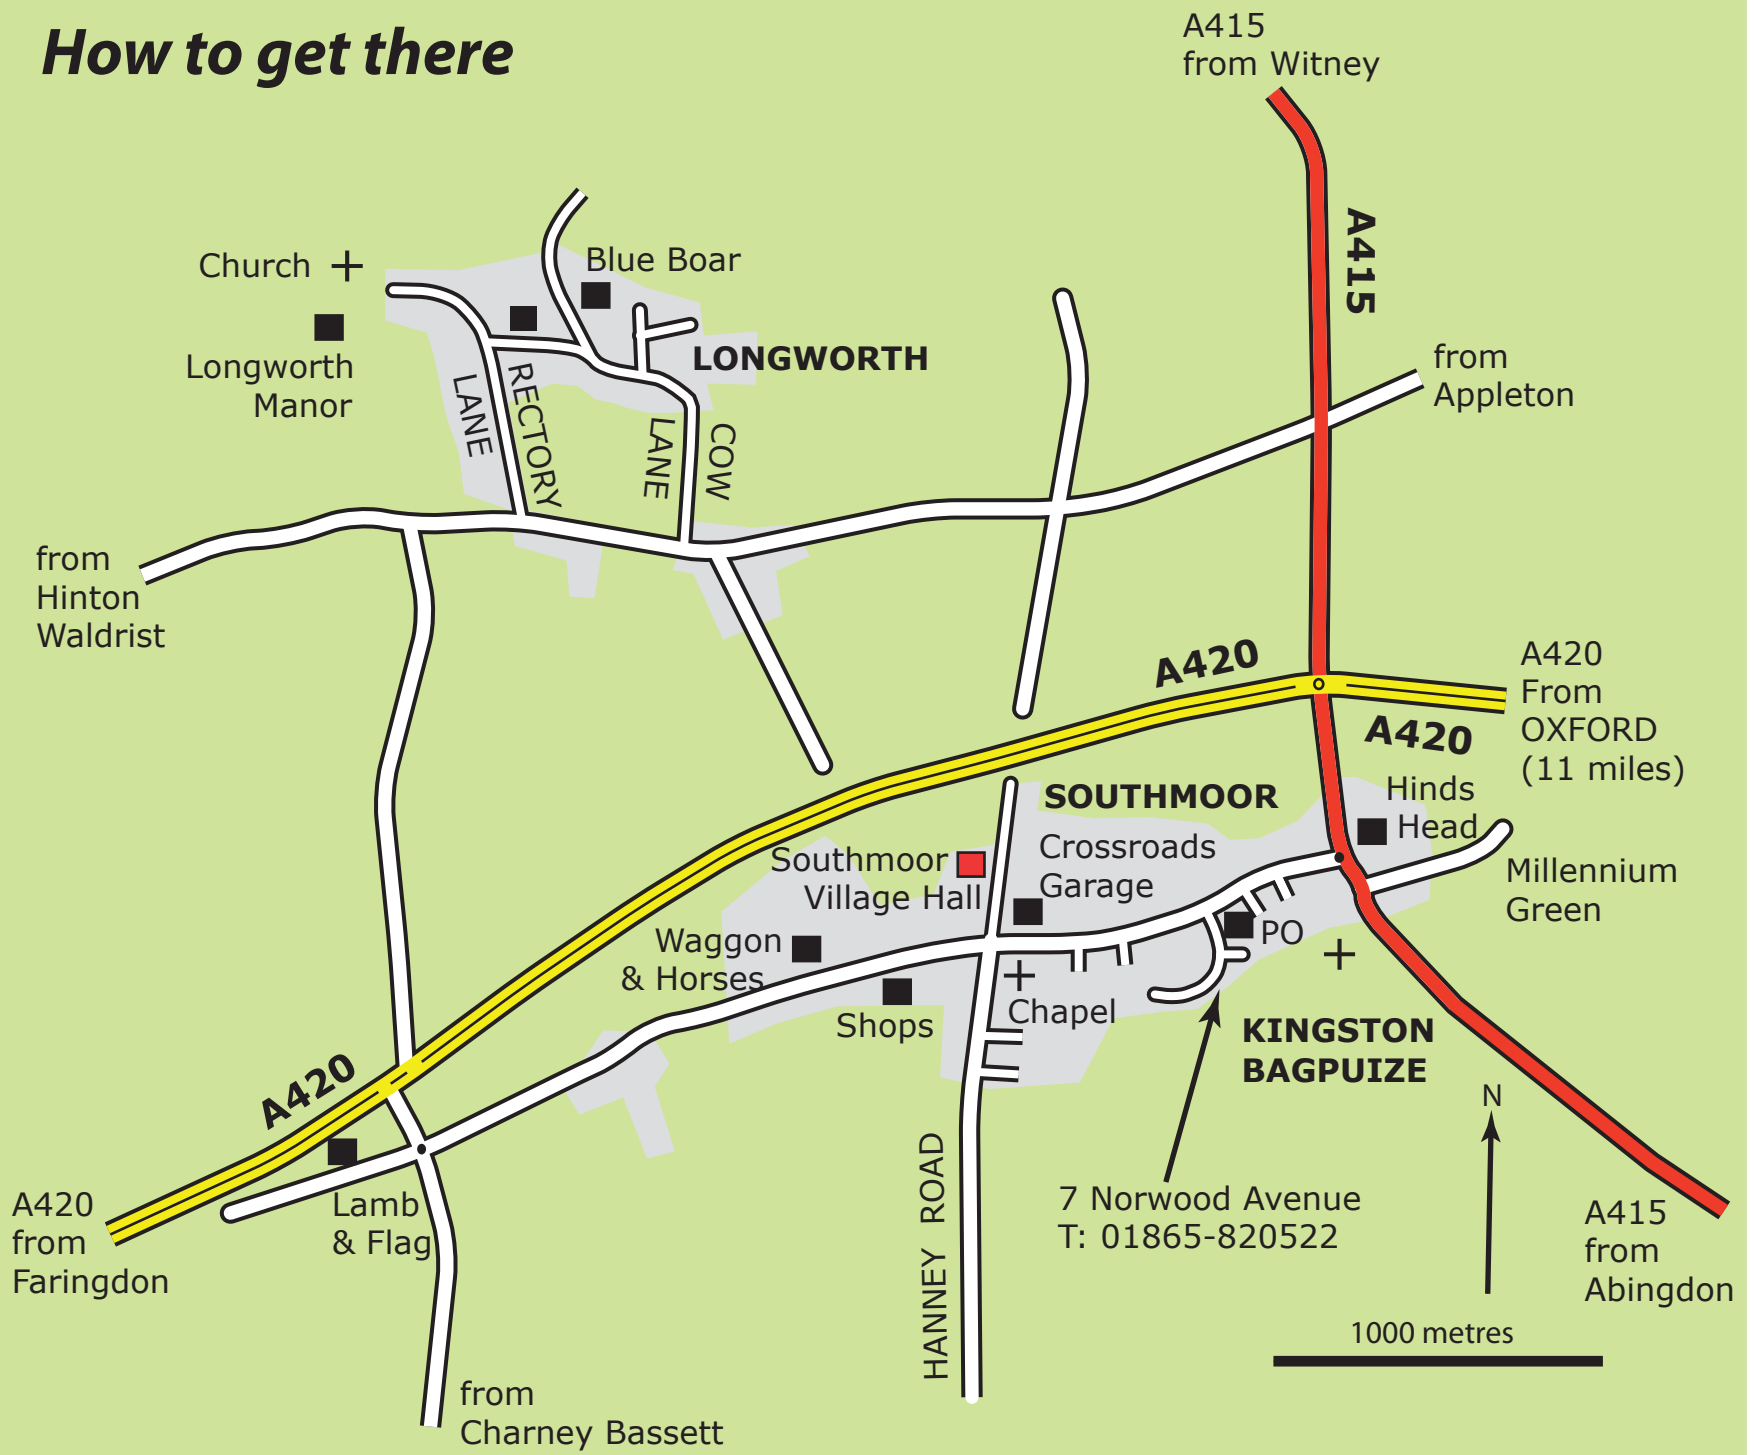 How to get there
A415
from Witney
A415
Church
Blue Boar
LONGWORTH
Longworth
Manor
LANE
RECTORY
LANE
COW
from
Appleton
from
Hinton
Waldrist
A420
A420
From
OXFORD
(11 miles)
A420
SOUTHMOOR
Hinds
Head
Southmoor
Village Hall
Crossroads
Garage
Millennium
Green
Waggon
& Horses
PO
Shops
Chapel
KINGSTON
BAGPUIZE
A420
N
HANNEY ROAD
7 Norwood Avenue
T: 01865-820522
A420
from
Faringdon
Lamb
& Flag
A415
from
Abingdon
1000 metres
from
Charney Bassett